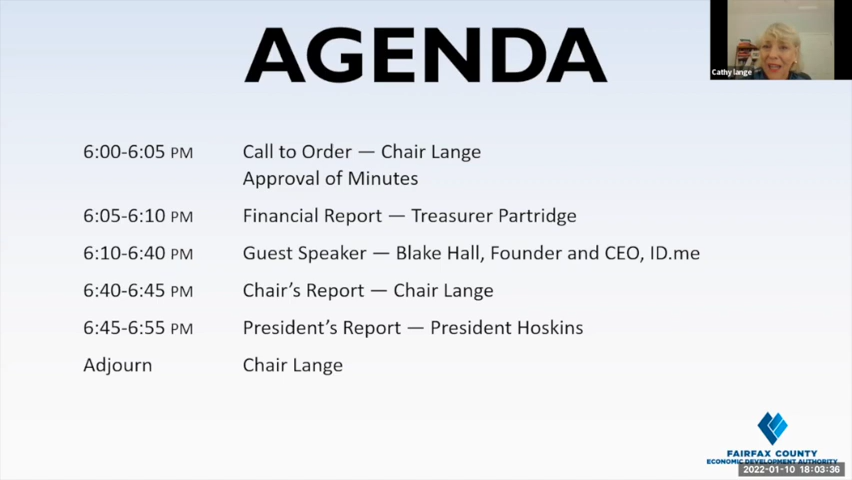 AGENDA
Cathy lange
6:00-6:05 PM Call to Order — Chair Lange
Approval of Minutes
6:05-6:10 PM Financial Report — Treasurer Partridge
6:10-6:40 PM Guest Speaker — Blake Hall, Founder and CEO, ID.me
6:40-6:45 PM Chair’s Report — Chair Lange
6:45-6:55 PM President’s Report — President Hoskins
Adjourn Chair Lange
FAIRFAX COUNTY
ECONOMIC DEVELOPMENT AUTHORITY
2022-01-10 18:03:36